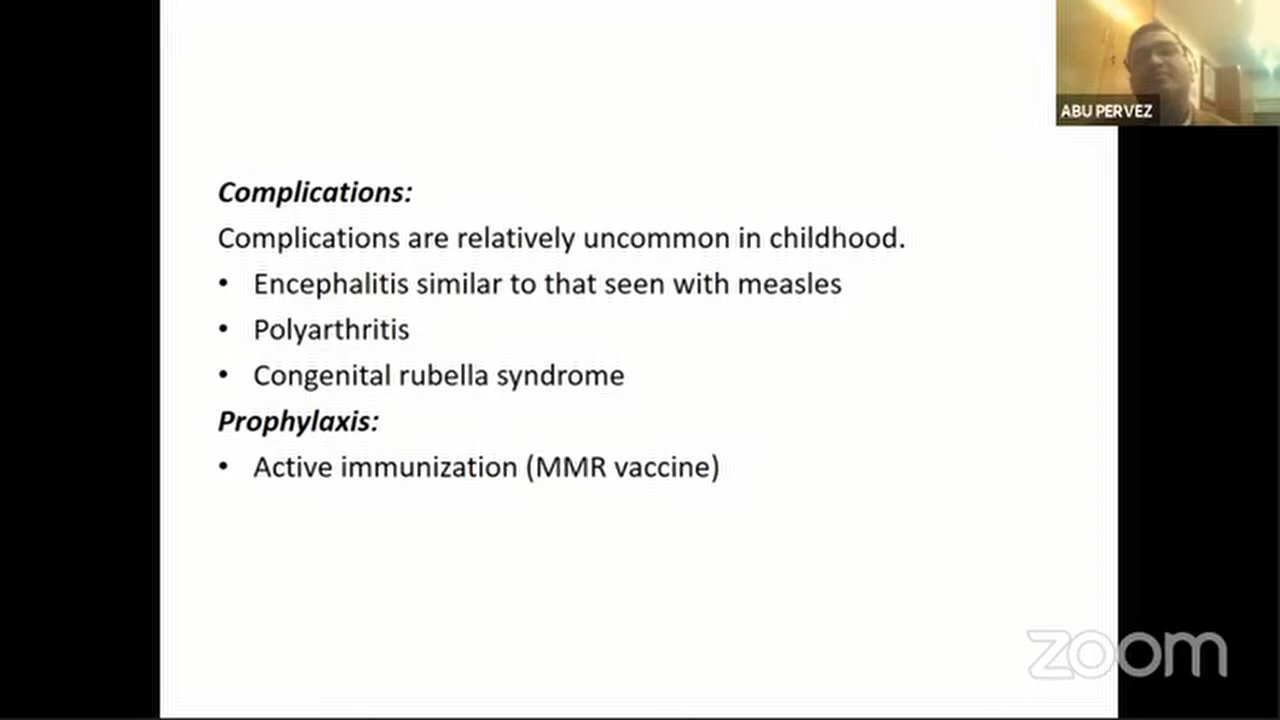 ABU PERVEZ
Complications:
Complications are relatively uncommon in childhood.
• Encephalitis similar to that seen with measles
• Polyarthritis
• Congenital rubella syndrome
Prophylaxis:
• Active immunization (MMR vaccine)
zoom